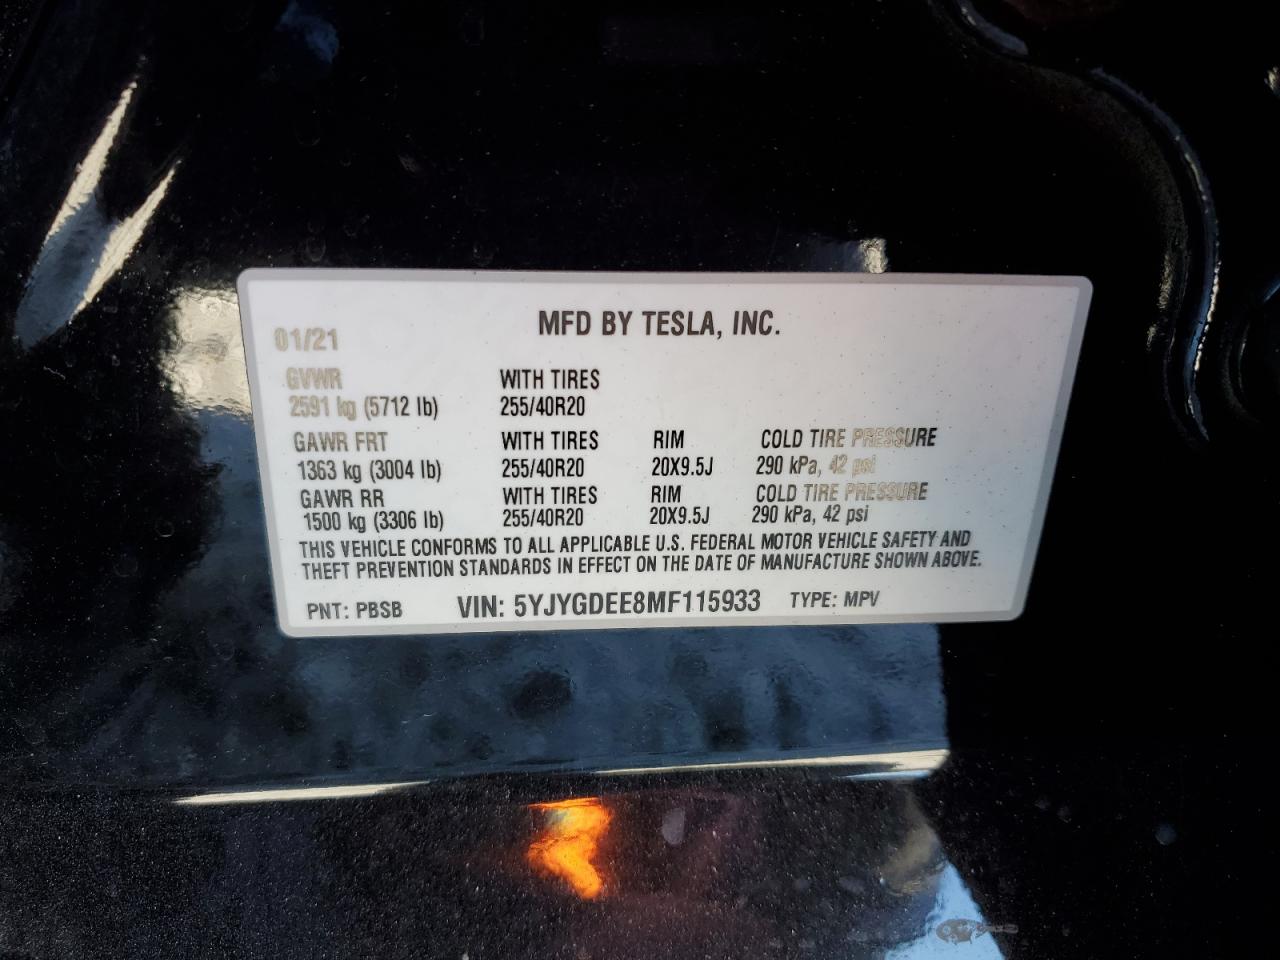 MFD BY TESLA, INC.
01/21
GVWR WITH TIRES
2591 kg (5712 lb) 255/40R20
GAWR FRT WITH TIRES RIM COLD TIRE PRESSURE
1363 kg (3004 lb) 255/40R20 20X9.5J 290 kPa, 42 psi
GAWR RR WITH TIRES RIM COLD TIRE PRESSURE
1500 kg (3306 lb) 255/40R20 20X9.5J 290 kPa, 42 psi
THIS VEHICLE CONFORMS TO ALL APPLICABLE U.S. FEDERAL MOTOR VEHICLE SAFETY AND
THEFT PREVENTION STANDARDS IN EFFECT ON THE DATE OF MANUFACTURE SHOWN ABOVE.
PNT: PBSB VIN: 5YJYGDEE8MF115933 TYPE: MPV